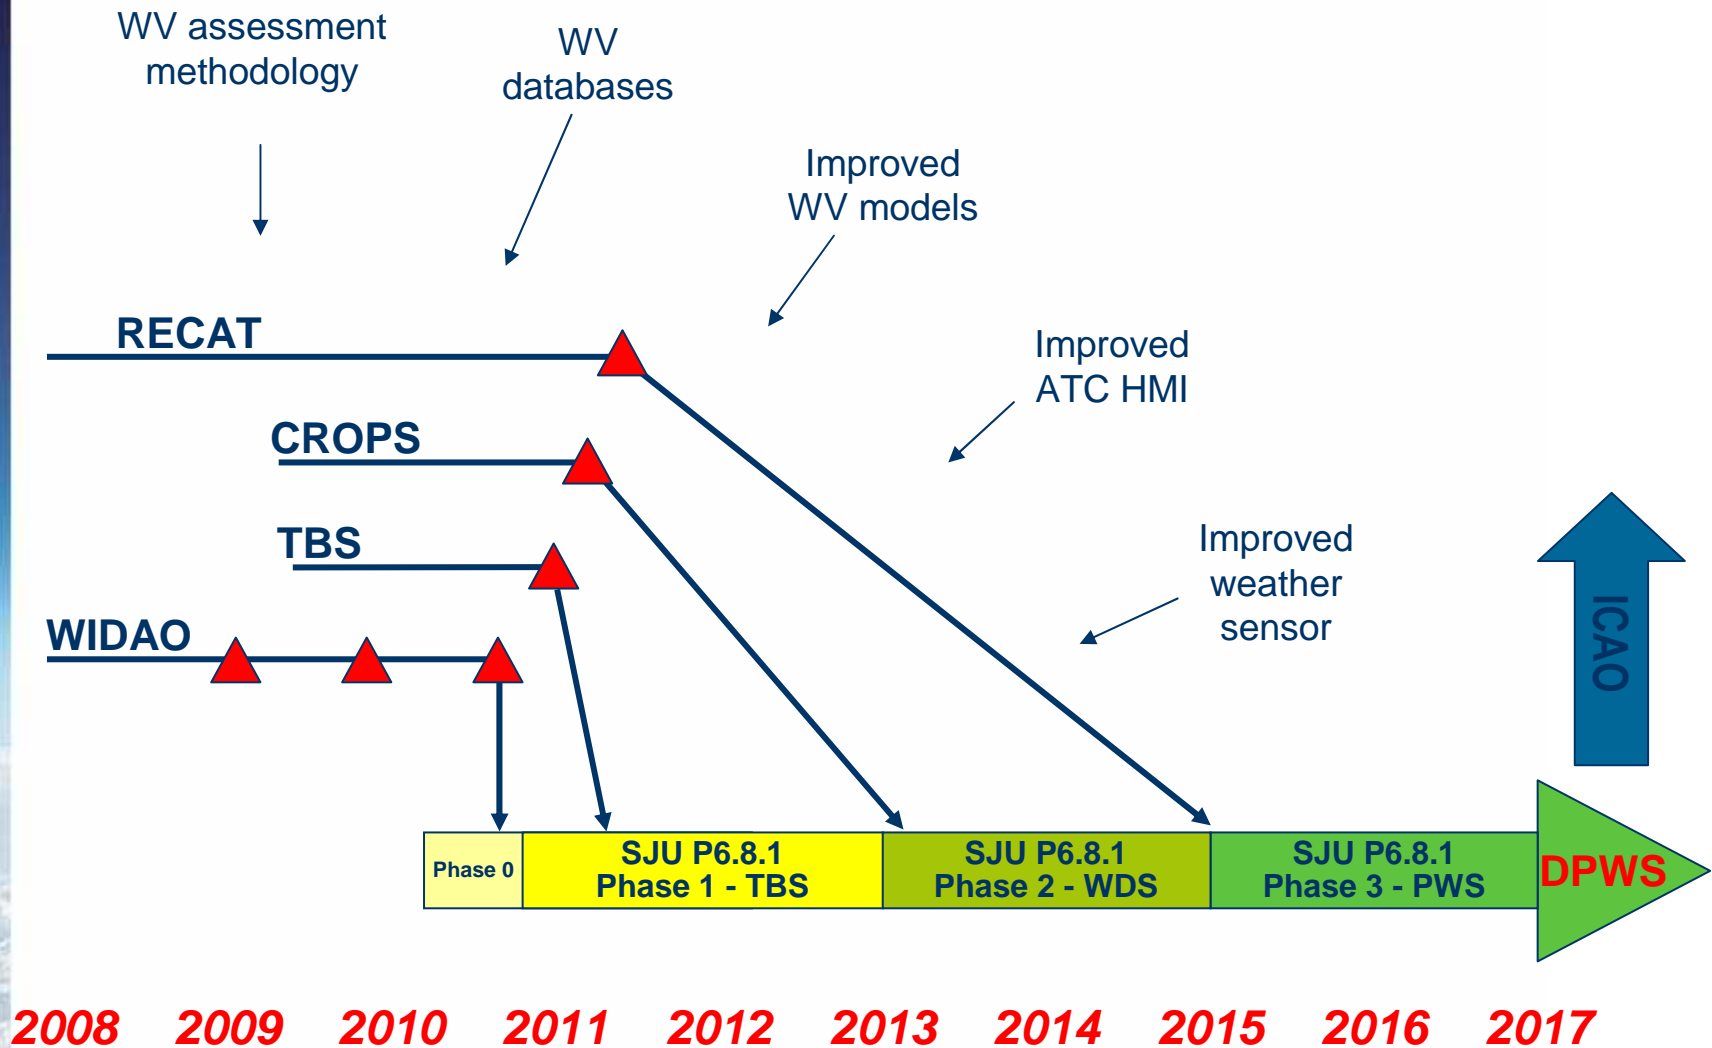 WV assessment
methodology
WV
databases
Improved
WV models
RECAT
Improved
ATC HMI
CROPS
TBS
Improved
weather
sensor
WIDAO
ICAO
Phase 0
SJU P6.8.1
Phase 1 - TBS
SJU P6.8.1
Phase 2 - WDS
SJU P6.8.1
Phase 3 - PWS
DPWS
2008 2009 2010 2011 2012 2013 2014 2015 2016 2017